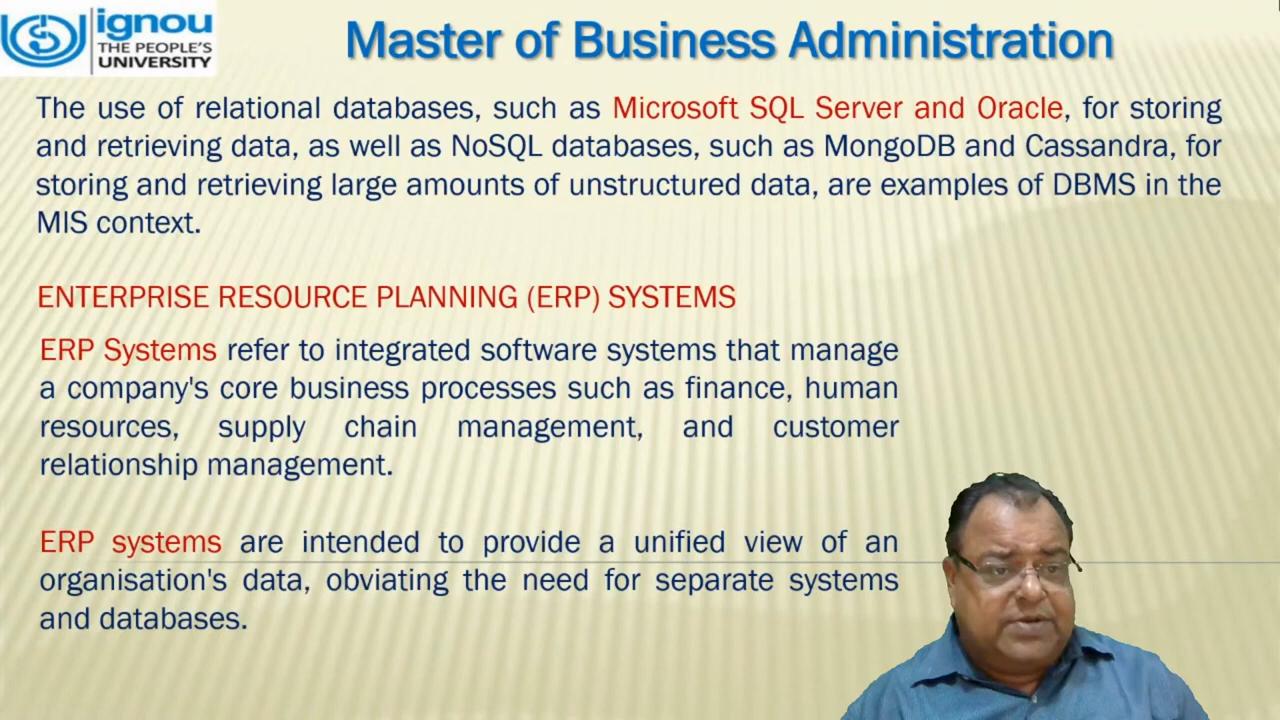 ignou
THE PEOPLE'S
UNIVERSITY
Master of Business Administration
The use of relational databases, such as Microsoft SQL Server and Oracle, for storing
and retrieving data, as well as NoSQL databases, such as MongoDB and Cassandra, for
storing and retrieving large amounts of unstructured data, are examples of DBMS in the
MIS context.
ENTERPRISE RESOURCE PLANNING (ERP) SYSTEMS
ERP Systems refer to integrated software systems that manage
a company's core business processes such as finance, human
resources, supply chain management, and customer
relationship management.
ERP systems are intended to provide a unified view of an
organisation's data, obviating the need for separate systems
and databases.